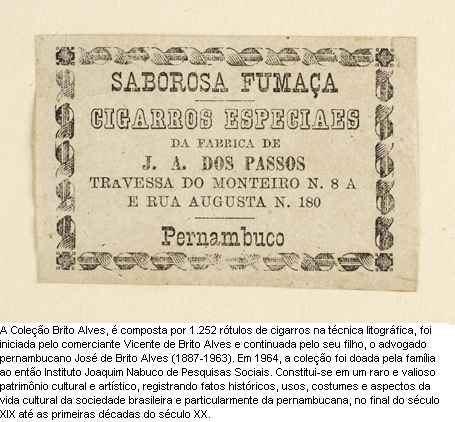 SABOROSA FUMAÇA
CIGARROS ESPECIAES
DA FABRICA DE
J. A. DOS PASSOS
TRAVESSA DO MONTEIRO N. 8 A
E RUA AUGUSTA N. 180
Pernambuco
A Coleção Brito Alves, é composta por 1.252 rótulos de cigarros na técnica litográfica, foi
iniciada pelo comerciante Vicente de Brito Alves e continuada pelo seu filho, o advogado
pernambucano José de Brito Alves (1887-1963). Em 1964, a coleção foi doada pela família
ao então Instituto Joaquim Nabuco de Pesquisas Sociais. Constitui-se em um raro e valioso
patrimônio cultural e artístico, registrando fatos históricos, usos, costumes e aspectos da
vida cultural da sociedade brasileira e particularmente da pernambucana, no final do século
XIX até as primeiras décadas do século XX.